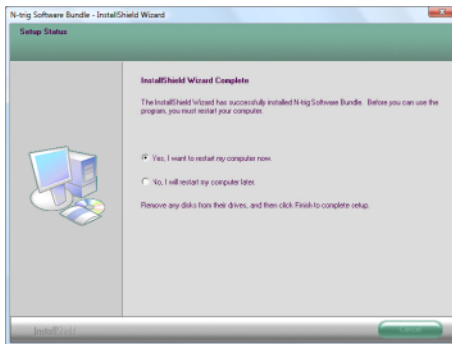 N-trig Software Bundle - InstallShield Wizard
Setup Status
InstallShield Wizard Complete
The InstallShield Wizard has successfully installed N-trig Software Bundle. Before you can use the
program, you must restart your computer.
Yes, I want to restart my computer now.
No, I will restart my computer later.
Remove any disks from their drives, and then click Finish to complete setup.
InstallShield